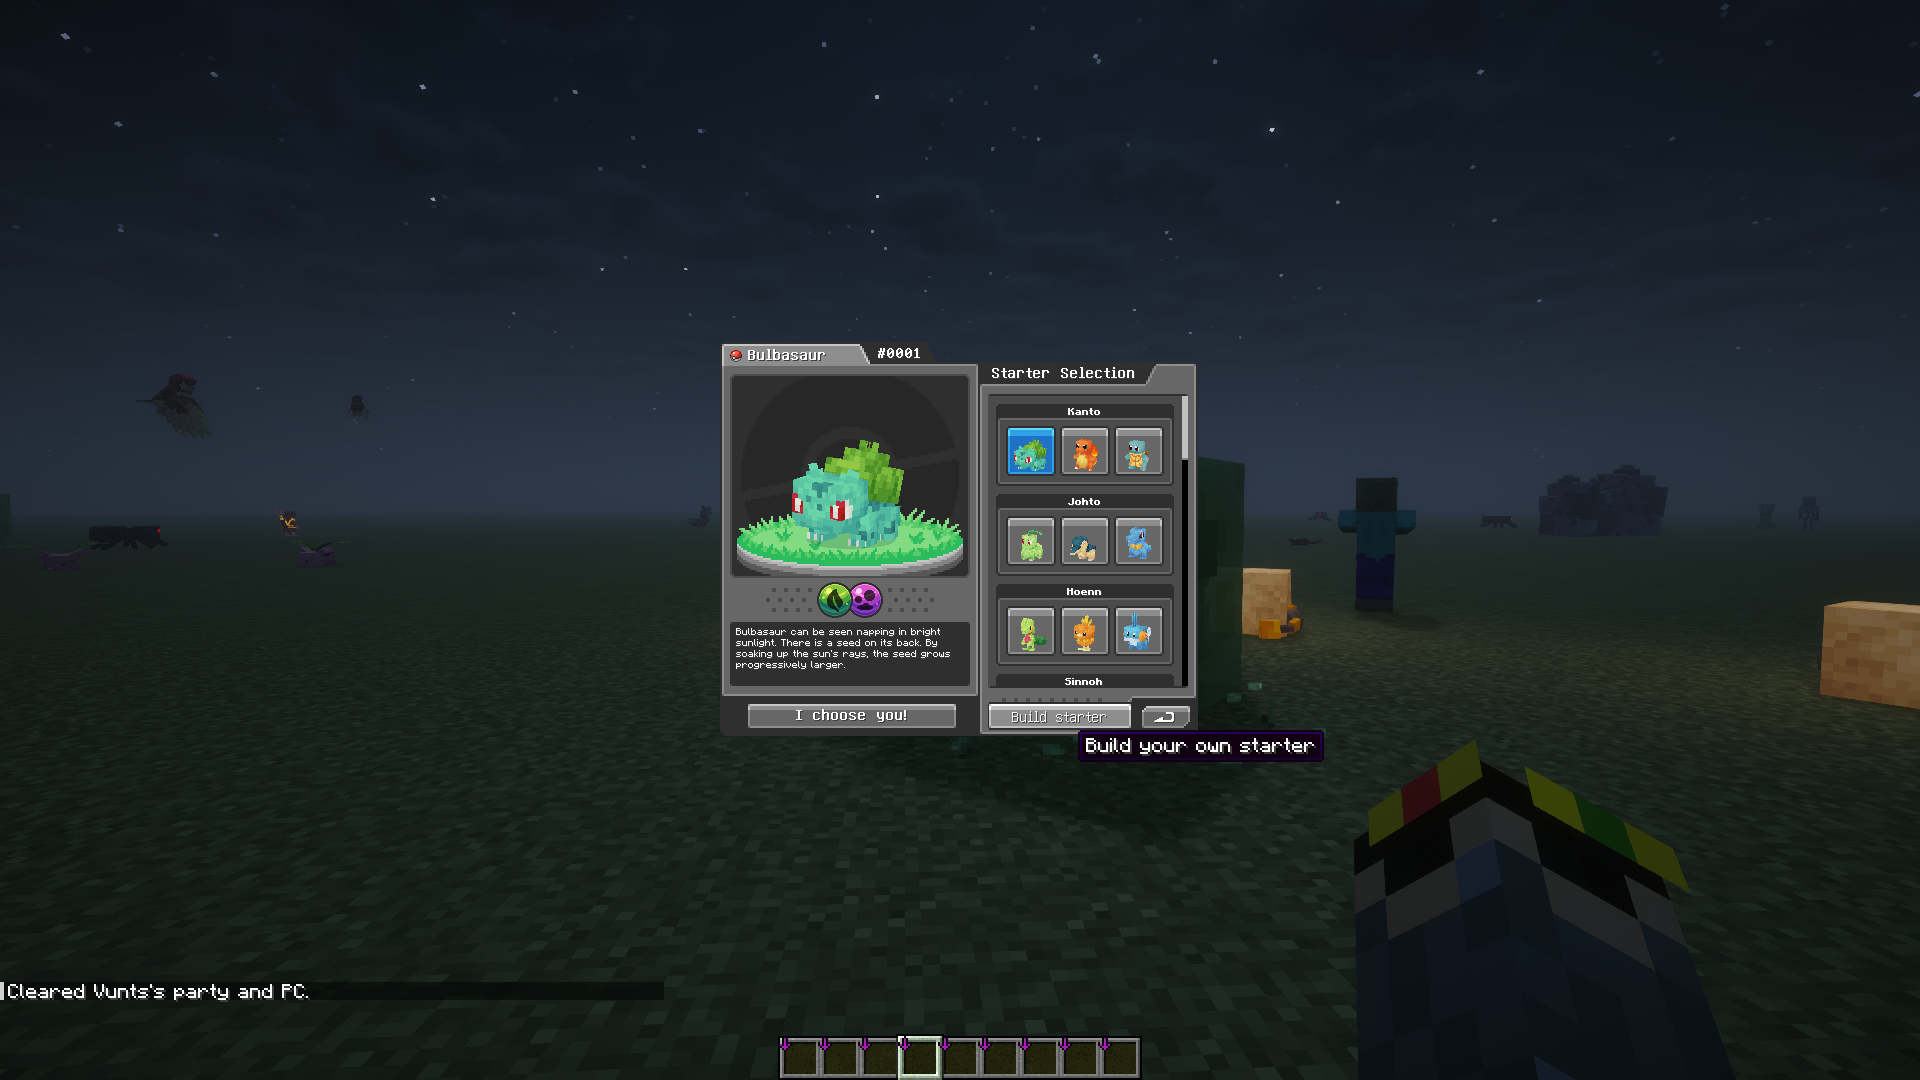 Bulbasaur
#0001
Starter Selection
Kanto
Johto
Hoenn
Sinnoh
Bulbasaur can be seen napping in bright
sunlight. There is a seed on its back. By
soaking up the sun's rays, the seed grows
progressively larger.
I choose you!
Build starter
Build your own starter
Cleared Vunts's party and PC.